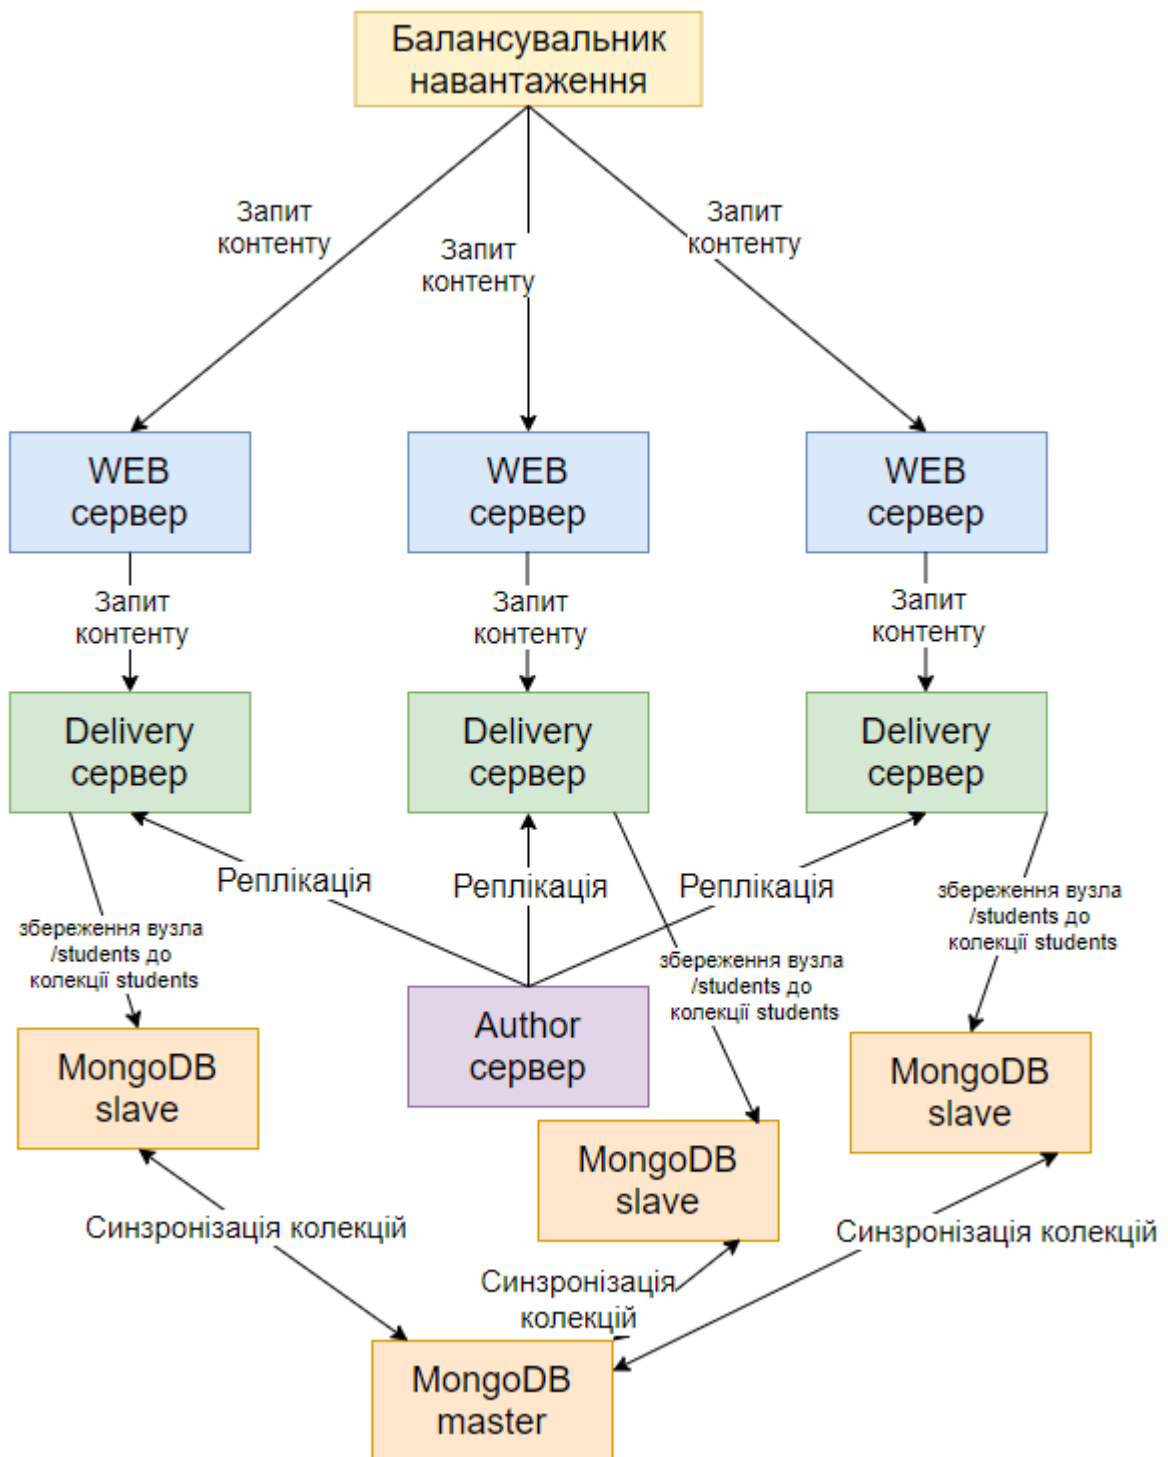 Балансувальник
навантаження
Запит
контенту
Запит
контенту
Запит
контенту
WEB
сервер
WEB
сервер
WEB
сервер
Запит
контенту
Запит
контенту
Запит
контенту
Delivery
сервер
Delivery
сервер
Delivery
сервер
Реплікація
Реплікація
Реплікація
збереження вузла
/students до
колекції students
збереження вузла
/students до
колекції students
збереження вузла
/students до
колекції students
Author
сервер
MongoDB
slave
MongoDB
slave
MongoDB
slave
Синзронізація колекцій
Синзронізація
колекцій
Синзронізація колекцій
MongoDB
master